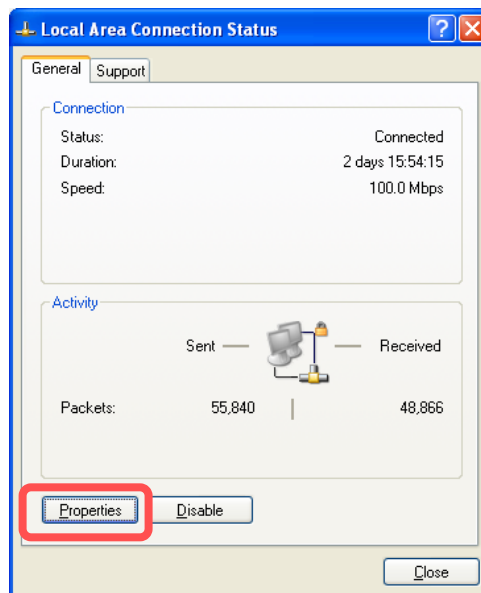 Local Area Connection Status
General Support
Connection
Status: Connected
Duration: 2 days 15:54:15
Speed: 100.0 Mbps
Activity
Sent Received
Packets: 55,840 48,866
Properties Disable
Close